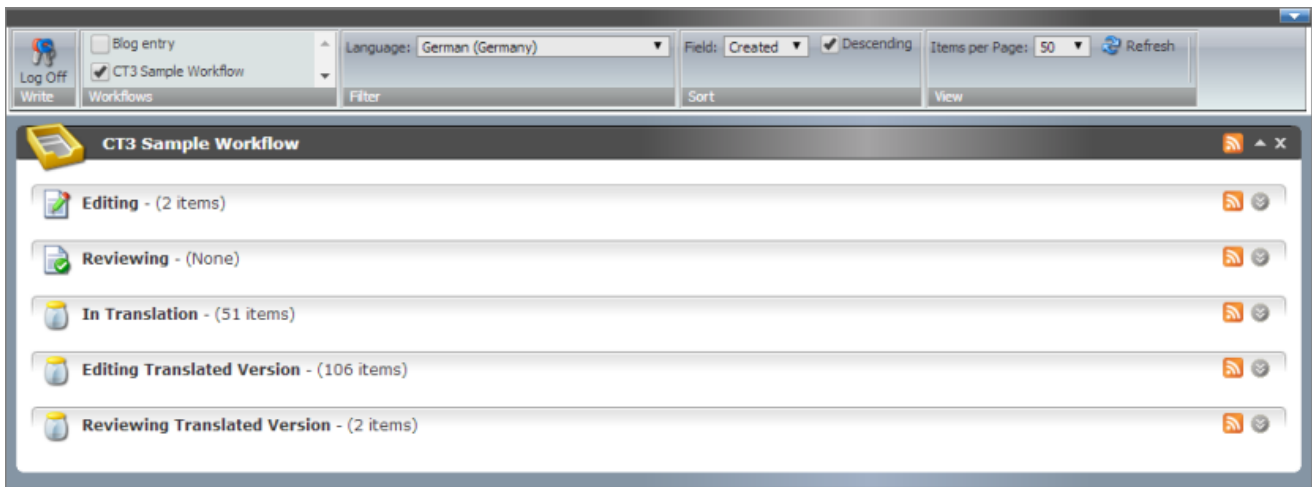 Blog entry
CT3 Sample Workflow
Log Off
Write
Workflows
Language: German (Germany)
Filter
Field: Created Descending
Sort
Items per Page: 50 Refresh
View
CT3 Sample Workflow
Editing - (2 items)
Reviewing - (None)
In Translation - (51 items)
Editing Translated Version - (106 items)
Reviewing Translated Version - (2 items)